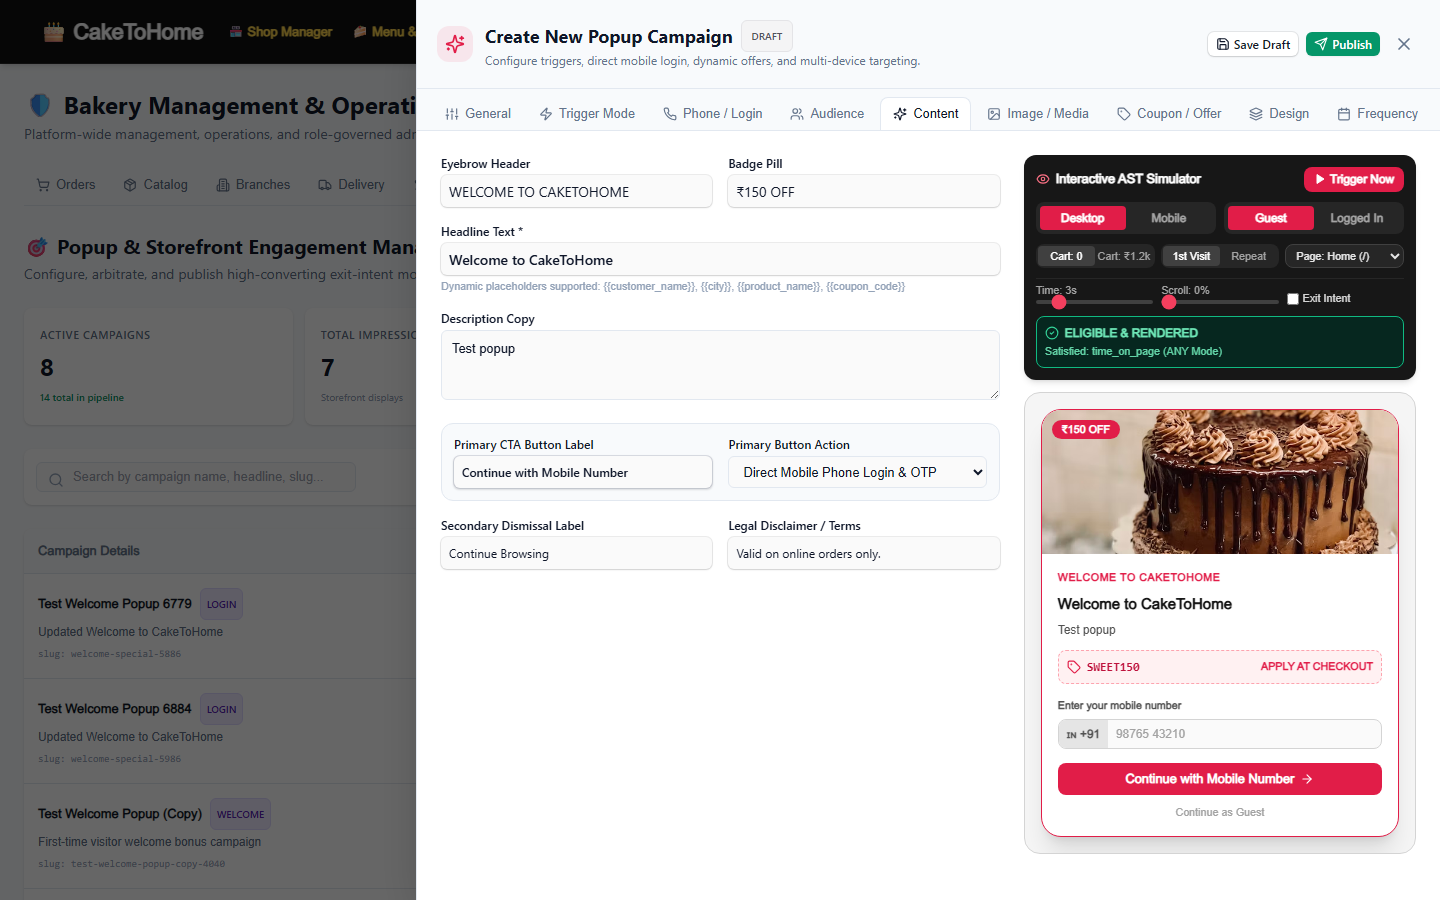 CakeToHome
Shop Manager
Menu &
Bakery Management & Operati
Platform-wide management, operations, and role-governed adr
Orders
Catalog
Branches
Delivery
Popup & Storefront Engagement Man
Configure, arbitrate, and publish high-converting exit-intent mo
ACTIVE CAMPAIGNS
8
14 total in pipeline
TOTAL IMPRESSIO
7
Storefront displays
Search by campaign name, headline, slug...
Campaign Details
Test Welcome Popup 6779
LOGIN
Updated Welcome to CakeToHome
slug: welcome-special-5886
Test Welcome Popup 6884
LOGIN
Updated Welcome to CakeToHome
slug: welcome-special-5986
Test Welcome Popup (Copy)
WELCOME
First-time visitor welcome bonus campaign
slug: test-welcome-popup-copy-4040
Create New Popup Campaign
DRAFT
Configure triggers, direct mobile login, dynamic offers, and multi-device targeting.
Save Draft
Publish
General
Trigger Mode
Phone / Login
Audience
Content
Image / Media
Coupon / Offer
Design
Frequency
Eyebrow Header
WELCOME TO CAKETOHOME
Badge Pill
₹150 OFF
Headline Text *
Welcome to CakeToHome
Dynamic placeholders supported: {{customer_name}}, {{city}}, {{product_name}}, {{coupon_code}}
Description Copy
Test popup
Primary CTA Button Label
Continue with Mobile Number
Primary Button Action
Direct Mobile Phone Login & OTP
Secondary Dismissal Label
Continue Browsing
Legal Disclaimer / Terms
Valid on online orders only.
Interactive AST Simulator
Trigger Now
Desktop
Mobile
Guest
Logged In
Cart: 0
Cart: ₹1.2k
1st Visit
Repeat
Page: Home (/)
Time: 3s
Scroll: 0%
Exit Intent
ELIGIBLE & RENDERED
Satisfied: time_on_page (ANY Mode)
₹150 OFF
WELCOME TO CAKETOHOME
Welcome to CakeToHome
Test popup
SWEET150
APPLY AT CHECKOUT
Enter your mobile number
IN +91
98765 43210
Continue with Mobile Number →
Continue as Guest